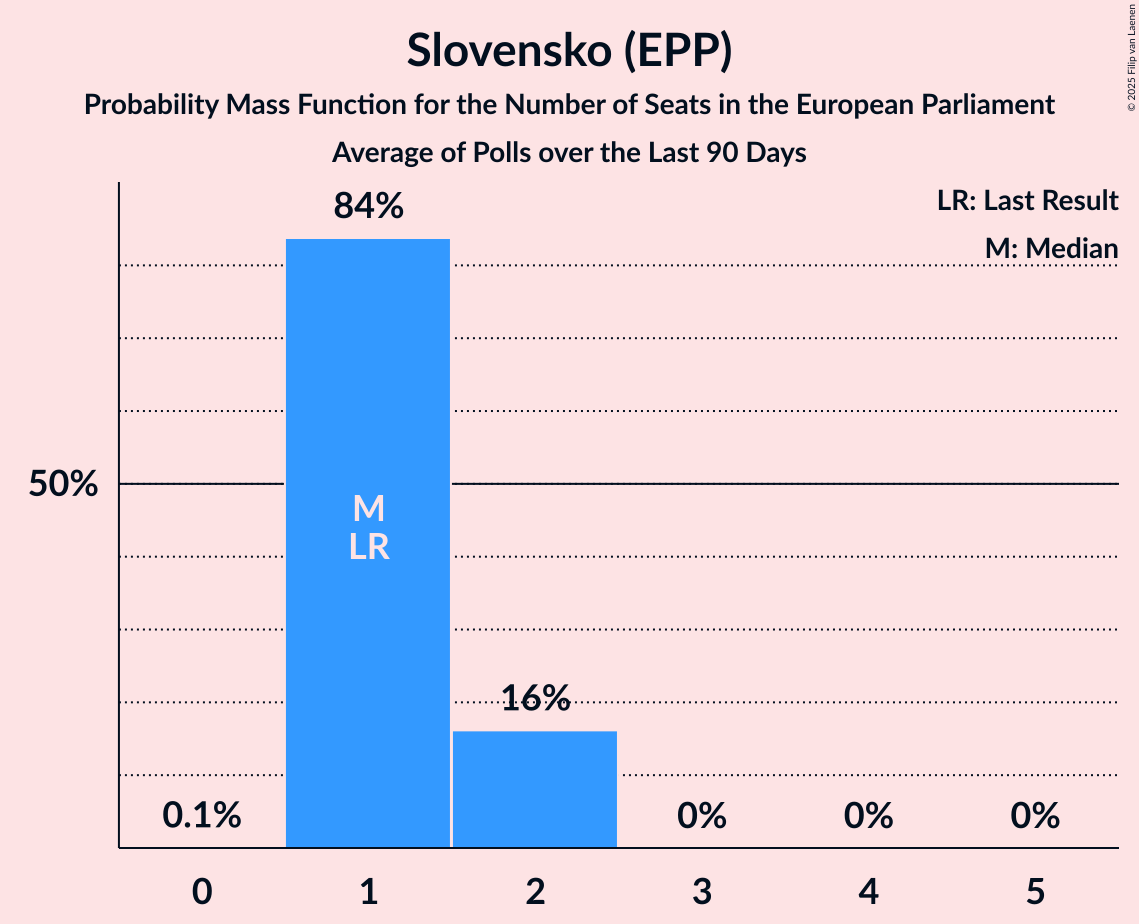 Slovensko (EPP)
Probability Mass Function for the Number of Seats in the European Parliament
Average of Polls over the Last 90 Days
© 2025 Filip van Laenen
LR: Last Result
M: Median
84%
50%
M
LR
16%
0.1%
0%
0%
0%
0
1
2
3
4
5